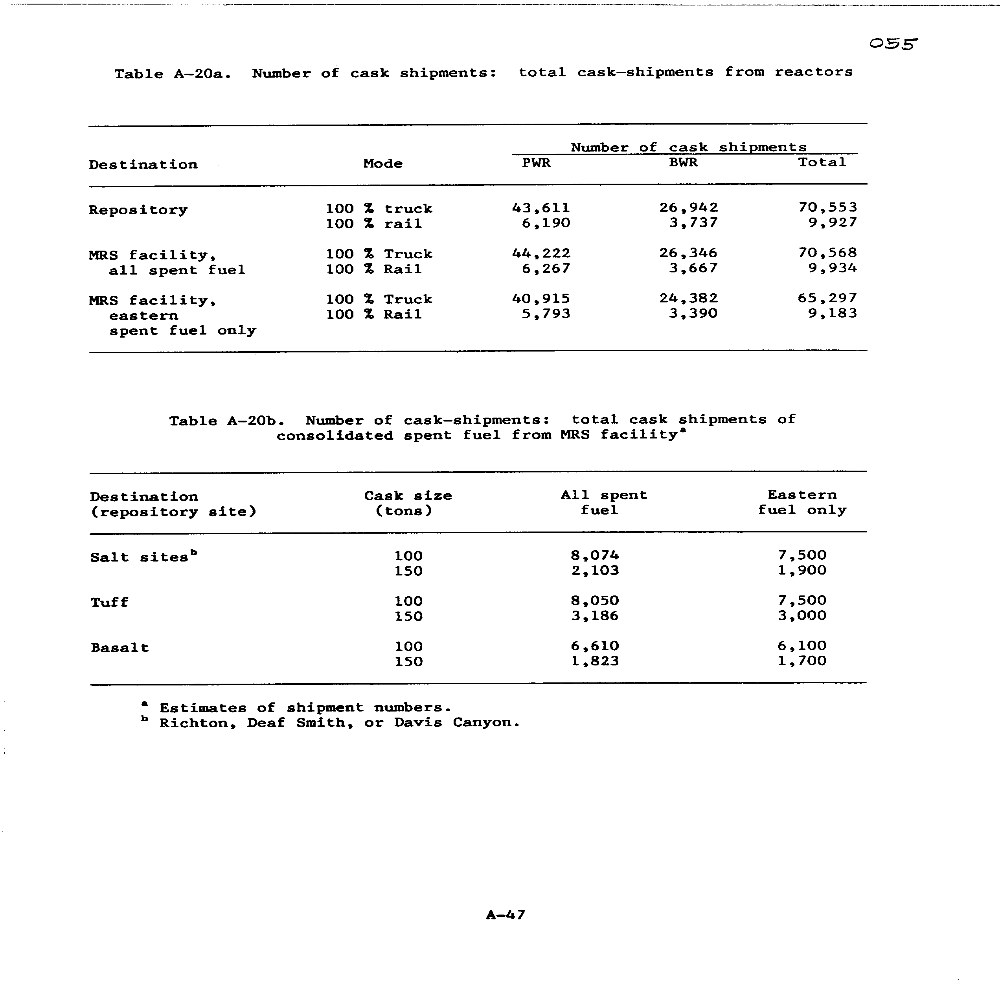 055
Table A-20a. Number of cask shipments: total cask-shipments from reactors
Number of cask shipments
Destination Mode PWR BWR Total
Repository 100 % truck 43,611 26,942 70,553
100 % rail 6,190 3,737 9,927
MRS facility, 100 % Truck 44,222 26,346 70,568
all spent fuel 100 % Rail 6,267 3,667 9,934
MRS facility, 100 % Truck 40,915 24,382 65,297
eastern 100 % Rail 5,793 3,390 9,183
spent fuel only
Table A-20b. Number of cask-shipments: total cask shipments of
consolidated spent fuel from MRS facility^a
Destination Cask size All spent Eastern
(repository site) (tons) fuel fuel only
Salt sites^b 100 8,074 7,500
150 2,103 1,900
Tuff 100 8,050 7,500
150 3,186 3,000
Basalt 100 6,610 6,100
150 1,823 1,700
^a Estimates of shipment numbers.
^b Richton, Deaf Smith, or Davis Canyon.
A-47